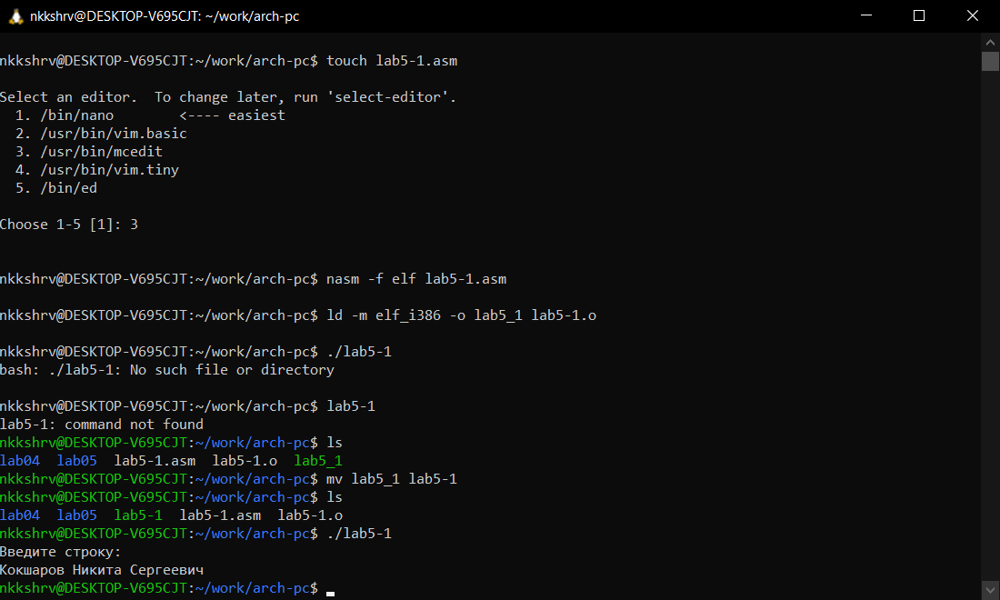 nkkshrv@DESKTOP-V695CJT: ~/work/arch-pc
nkkshrv@DESKTOP-V695CJT:~/work/arch-pc$ touch lab5-1.asm
Select an editor.  To change later, run 'select-editor'.
  1. /bin/nano        <---- easiest
  2. /usr/bin/vim.basic
  3. /usr/bin/mcedit
  4. /usr/bin/vim.tiny
  5. /bin/ed
Choose 1-5 [1]: 3
nkkshrv@DESKTOP-V695CJT:~/work/arch-pc$ nasm -f elf lab5-1.asm
nkkshrv@DESKTOP-V695CJT:~/work/arch-pc$ ld -m elf_i386 -o lab5_1 lab5-1.o
nkkshrv@DESKTOP-V695CJT:~/work/arch-pc$ ./lab5-1
bash: ./lab5-1: No such file or directory
nkkshrv@DESKTOP-V695CJT:~/work/arch-pc$ lab5-1
lab5-1: command not found
nkkshrv@DESKTOP-V695CJT:~/work/arch-pc$ ls
lab04  lab05  lab5-1.asm  lab5-1.o  lab5_1
nkkshrv@DESKTOP-V695CJT:~/work/arch-pc$ mv lab5_1 lab5-1
nkkshrv@DESKTOP-V695CJT:~/work/arch-pc$ ls
lab04  lab05  lab5-1  lab5-1.asm  lab5-1.o
nkkshrv@DESKTOP-V695CJT:~/work/arch-pc$ ./lab5-1
Введите строку:
Кокшаров Никита Сергеевич
nkkshrv@DESKTOP-V695CJT:~/work/arch-pc$